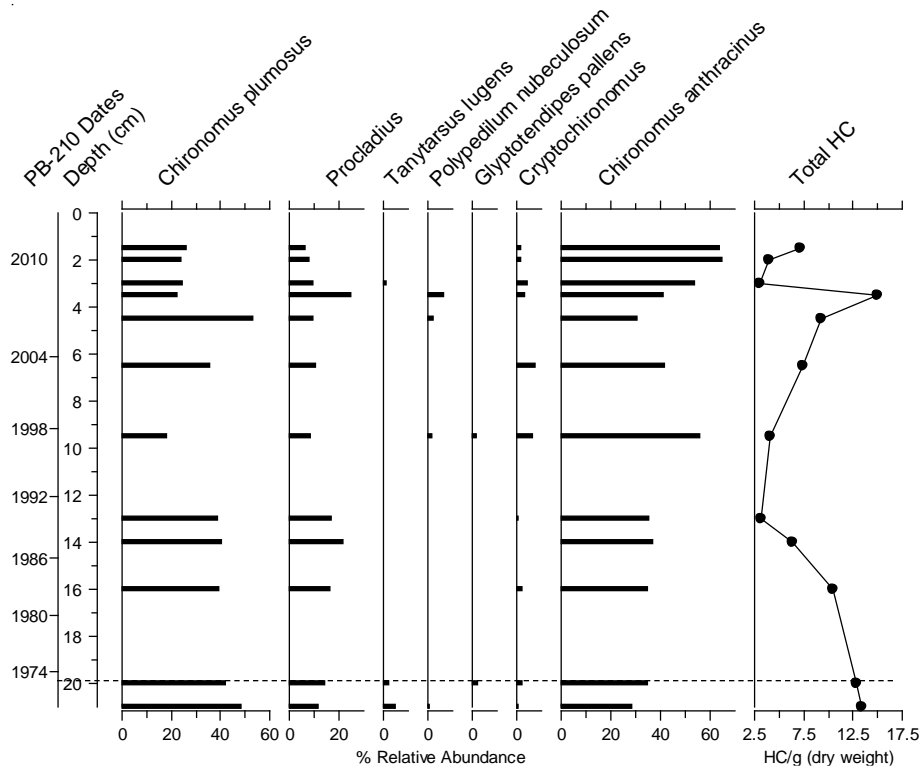 PB-210 Dates
Depth (cm)
Chironomus plumosus
Procladius
Tanytarsus lugens
Polypedilum nubeculosum
Glyptotendipes pallens
Cryptochironomus
Chironomus anthracinus
Total HC
0
2010
2
4
2004
6
8
1998
10
1992
12
14
1986
16
1980
18
1974
20
0 20 40 60 0 20 0 0 0 0 0 20 40 60 2.5 7.5 12.5 17.5
% Relative Abundance HC/g (dry weight)